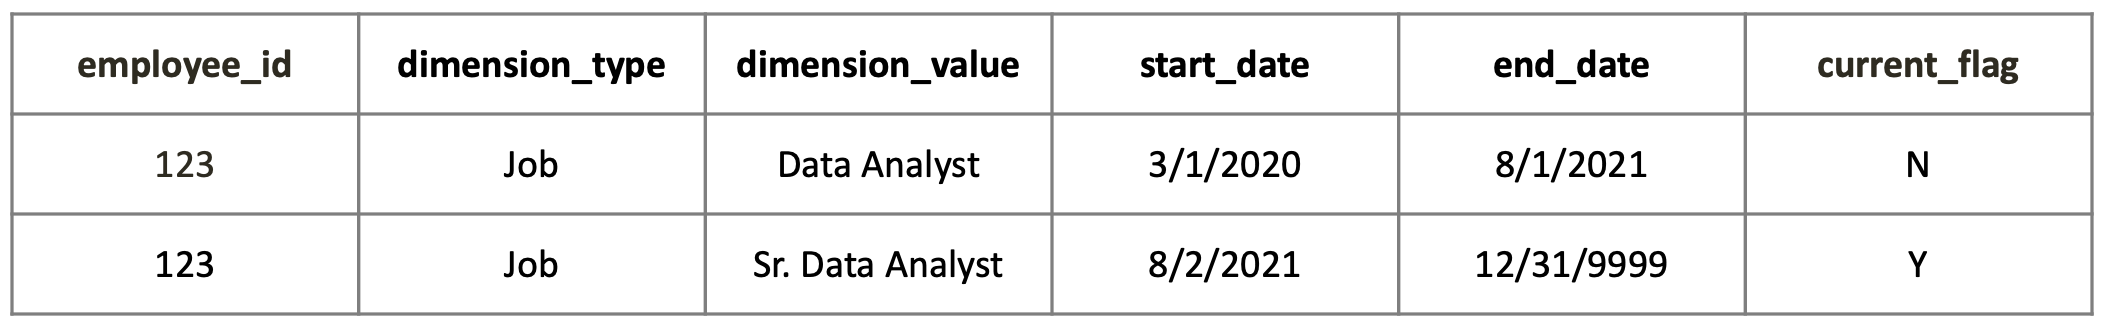 employee_id dimension_type dimension_value start_date end_date current_flag
123 Job Data Analyst 3/1/2020 8/1/2021 N
123 Job Sr. Data Analyst 8/2/2021 12/31/9999 Y